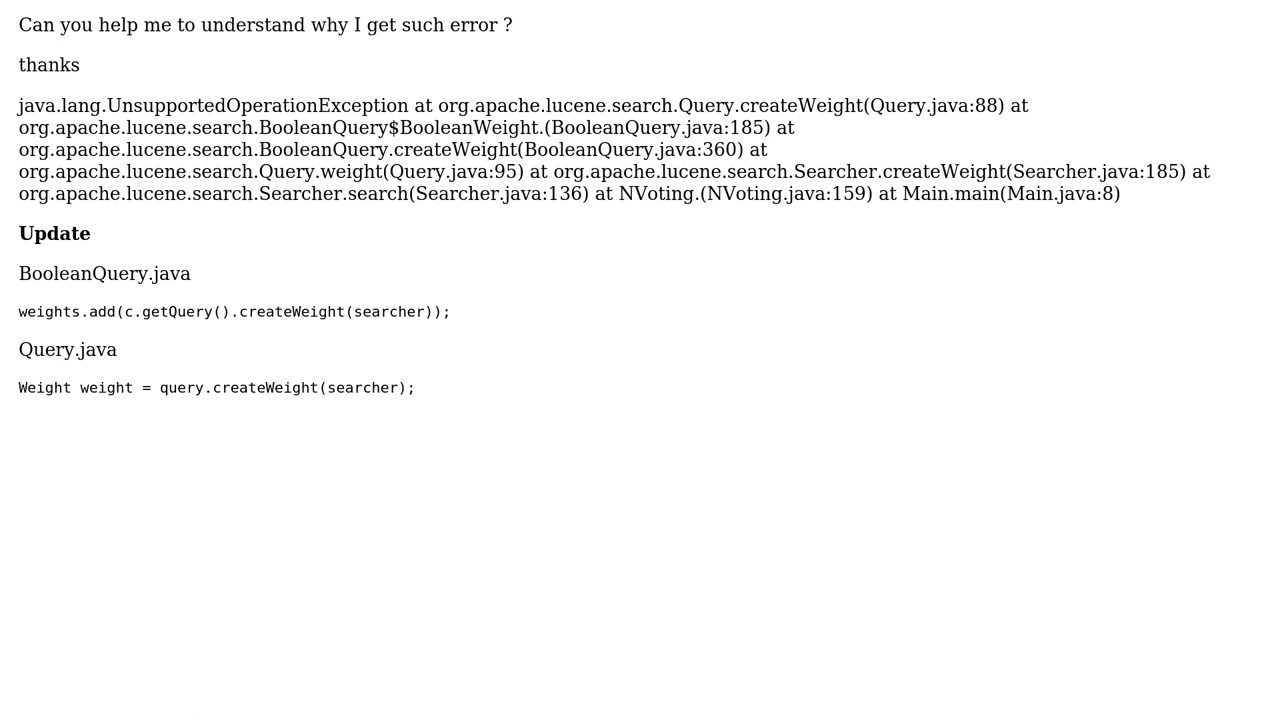 Can you help me to understand why I get such error ?
thanks
java.lang.UnsupportedOperationException at org.apache.lucene.search.Query.createWeight(Query.java:88) at
org.apache.lucene.search.BooleanQuery$BooleanWeight.(BooleanQuery.java:185) at
org.apache.lucene.search.BooleanQuery.createWeight(BooleanQuery.java:360) at
org.apache.lucene.search.Query.weight(Query.java:95) at org.apache.lucene.search.Searcher.createWeight(Searcher.java:185) at
org.apache.lucene.search.Searcher.search(Searcher.java:136) at NVoting.(NVoting.java:159) at Main.main(Main.java:8)
Update
BooleanQuery.java
weights.add(c.getQuery().createWeight(searcher));
Query.java
Weight weight = query.createWeight(searcher);